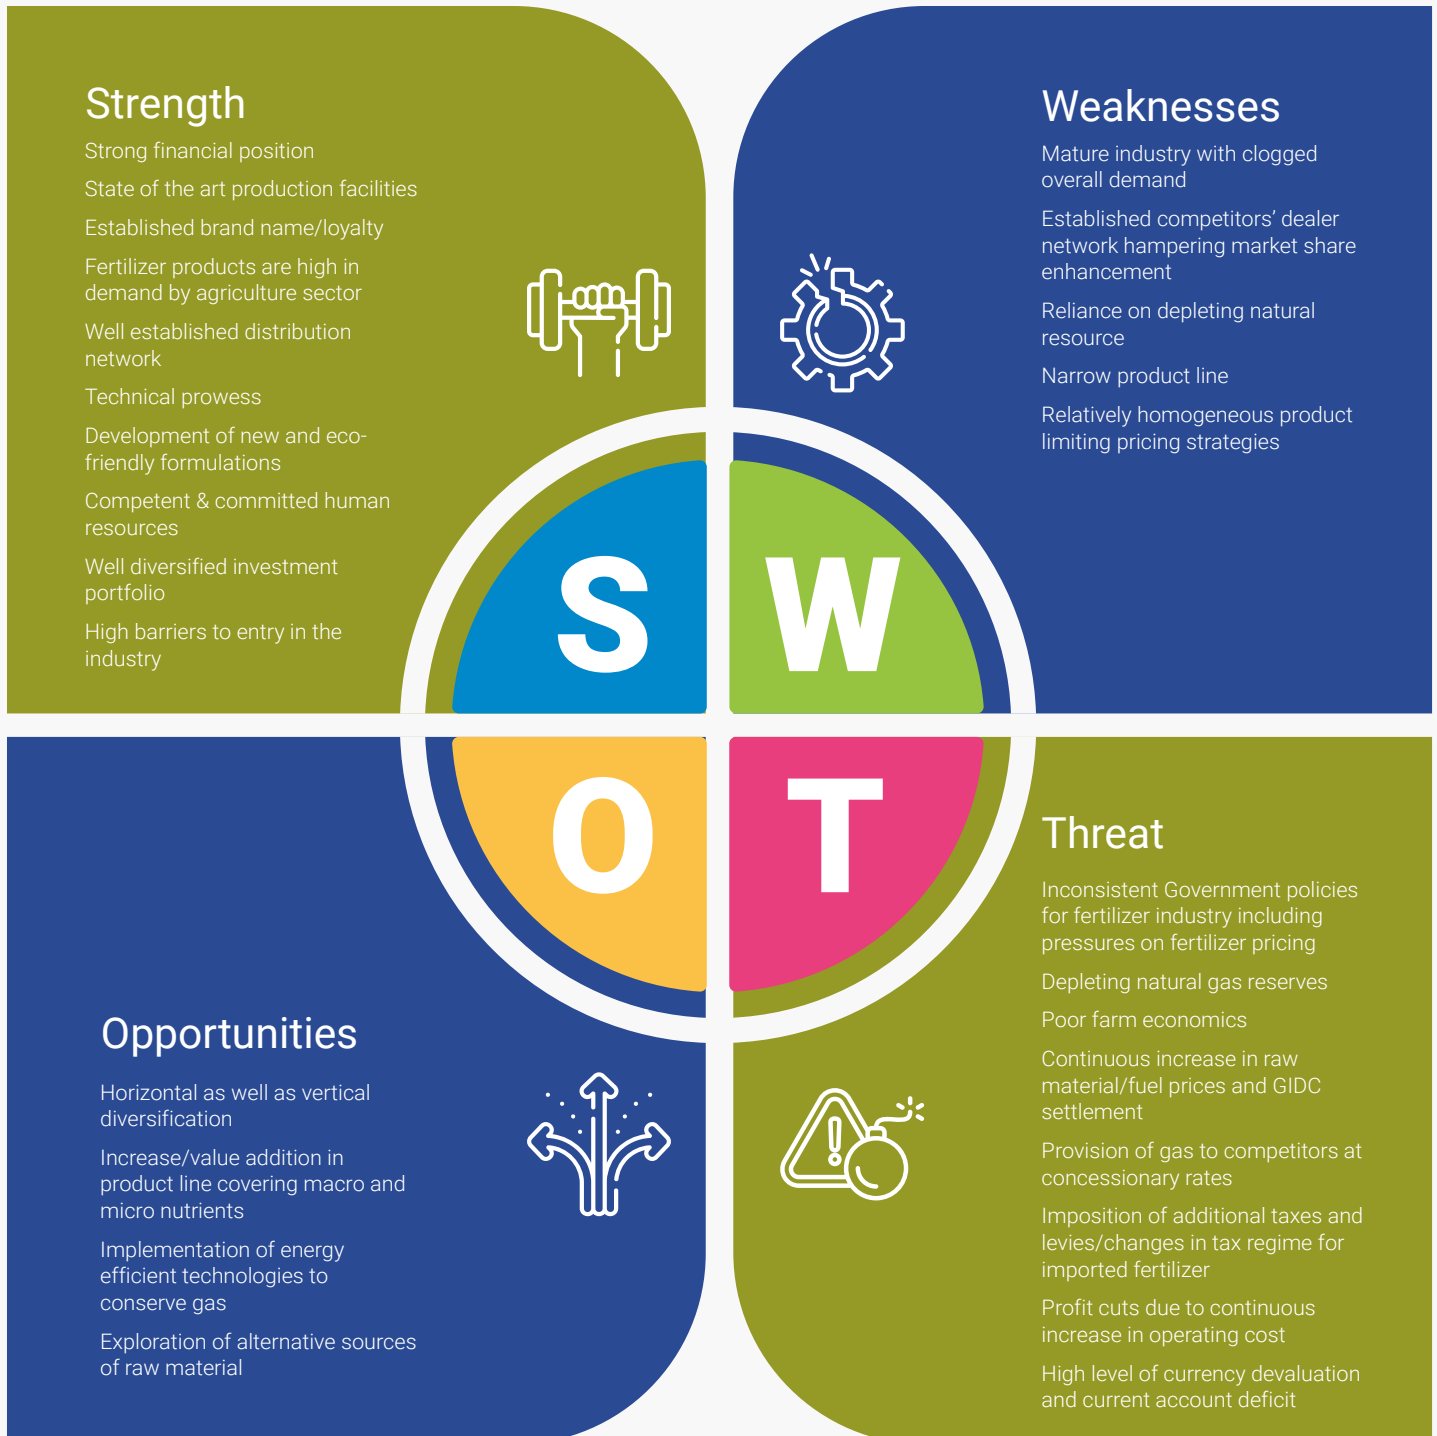 Strength
Strong financial position
State of the art production facilities
Established brand name/loyalty
Fertilizer products are high in
demand by agriculture sector
Well established distribution
network
Technical prowess
Development of new and eco-
friendly formulations
Competent & committed human
resources
Well diversified investment
portfolio
High barriers to entry in the
industry
Weaknesses
Mature industry with clogged
overall demand
Established competitors’ dealer
network hampering market share
enhancement
Reliance on depleting natural
resource
Narrow product line
Relatively homogeneous product
limiting pricing strategies
S
W
O
T
Opportunities
Horizontal as well as vertical
diversification
Increase/value addition in
product line covering macro and
micro nutrients
Implementation of energy
efficient technologies to
conserve gas
Exploration of alternative sources
of raw material
Threat
Inconsistent Government policies
for fertilizer industry including
pressures on fertilizer pricing
Depleting natural gas reserves
Poor farm economics
Continuous increase in raw
material/fuel prices and GIDC
settlement
Provision of gas to competitors at
concessionary rates
Imposition of additional taxes and
levies/changes in tax regime for
imported fertilizer
Profit cuts due to continuous
increase in operating cost
High level of currency devaluation
and current account deficit